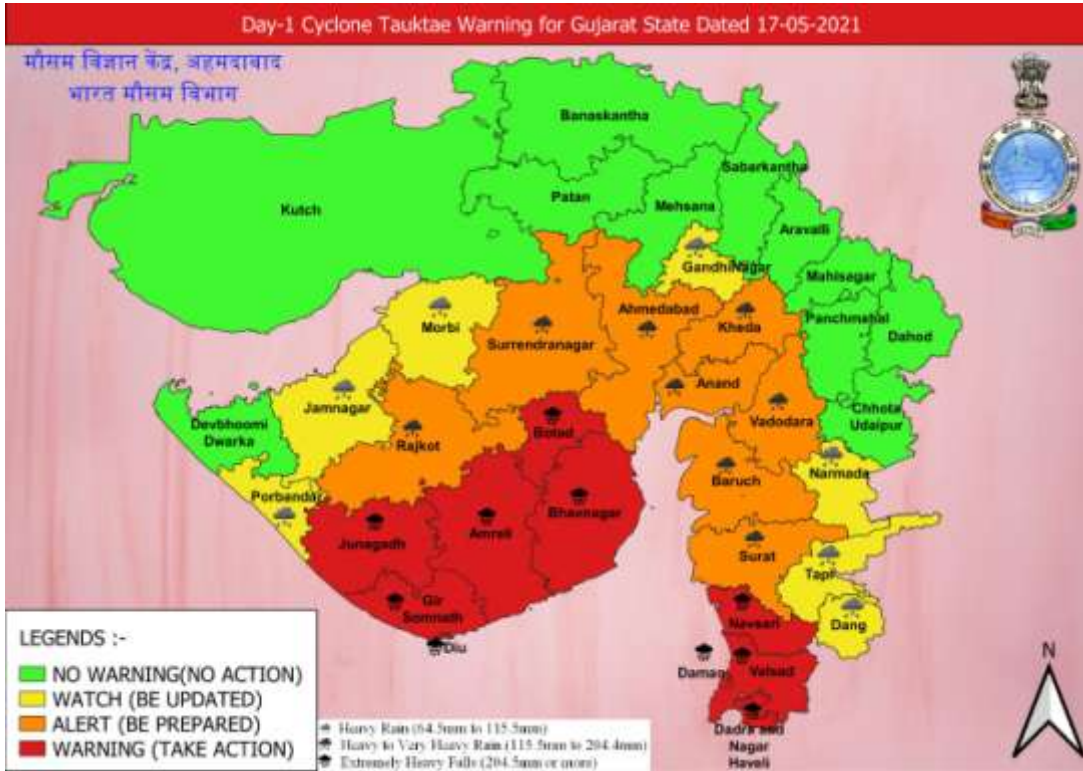 Day-1 Cyclone Tauktae Warning for Gujarat State Dated 17-05-2021
मौसम विज्ञान केंद्र, अहमदाबाद
भारत मौसम विभाग
Banaskantha
Sabarkantha
Patan
Mehsana
Kutch
Aravalli
GandhiNagar
Mahisagar
Ahmedabad
Morbi
Kheda
Panchmahal
Surrendranagar
Dahod
Anand
Jamnagar
Vadodara
Chhota
Udaipur
Devbhoomi
Dwarka
Rajkot
Botad
Narmada
Baruch
Porbandar
Bhavnagar
Amreli
Junagadh
Surat
Tapi
Gir
Somnath
Navsari
Dang
Diu
Daman
Valsad
Dadra and
Nagar
Haveli
LEGENDS :-
NO WARNING(NO ACTION)
WATCH (BE UPDATED)
ALERT (BE PREPARED)
WARNING (TAKE ACTION)
Heavy Rain (64.5mm to 115.5mm)
Heavy to Very Heavy Rain (115.5mm to 204.4mm)
Extremely Heavy Falls (204.5mm or more)
N